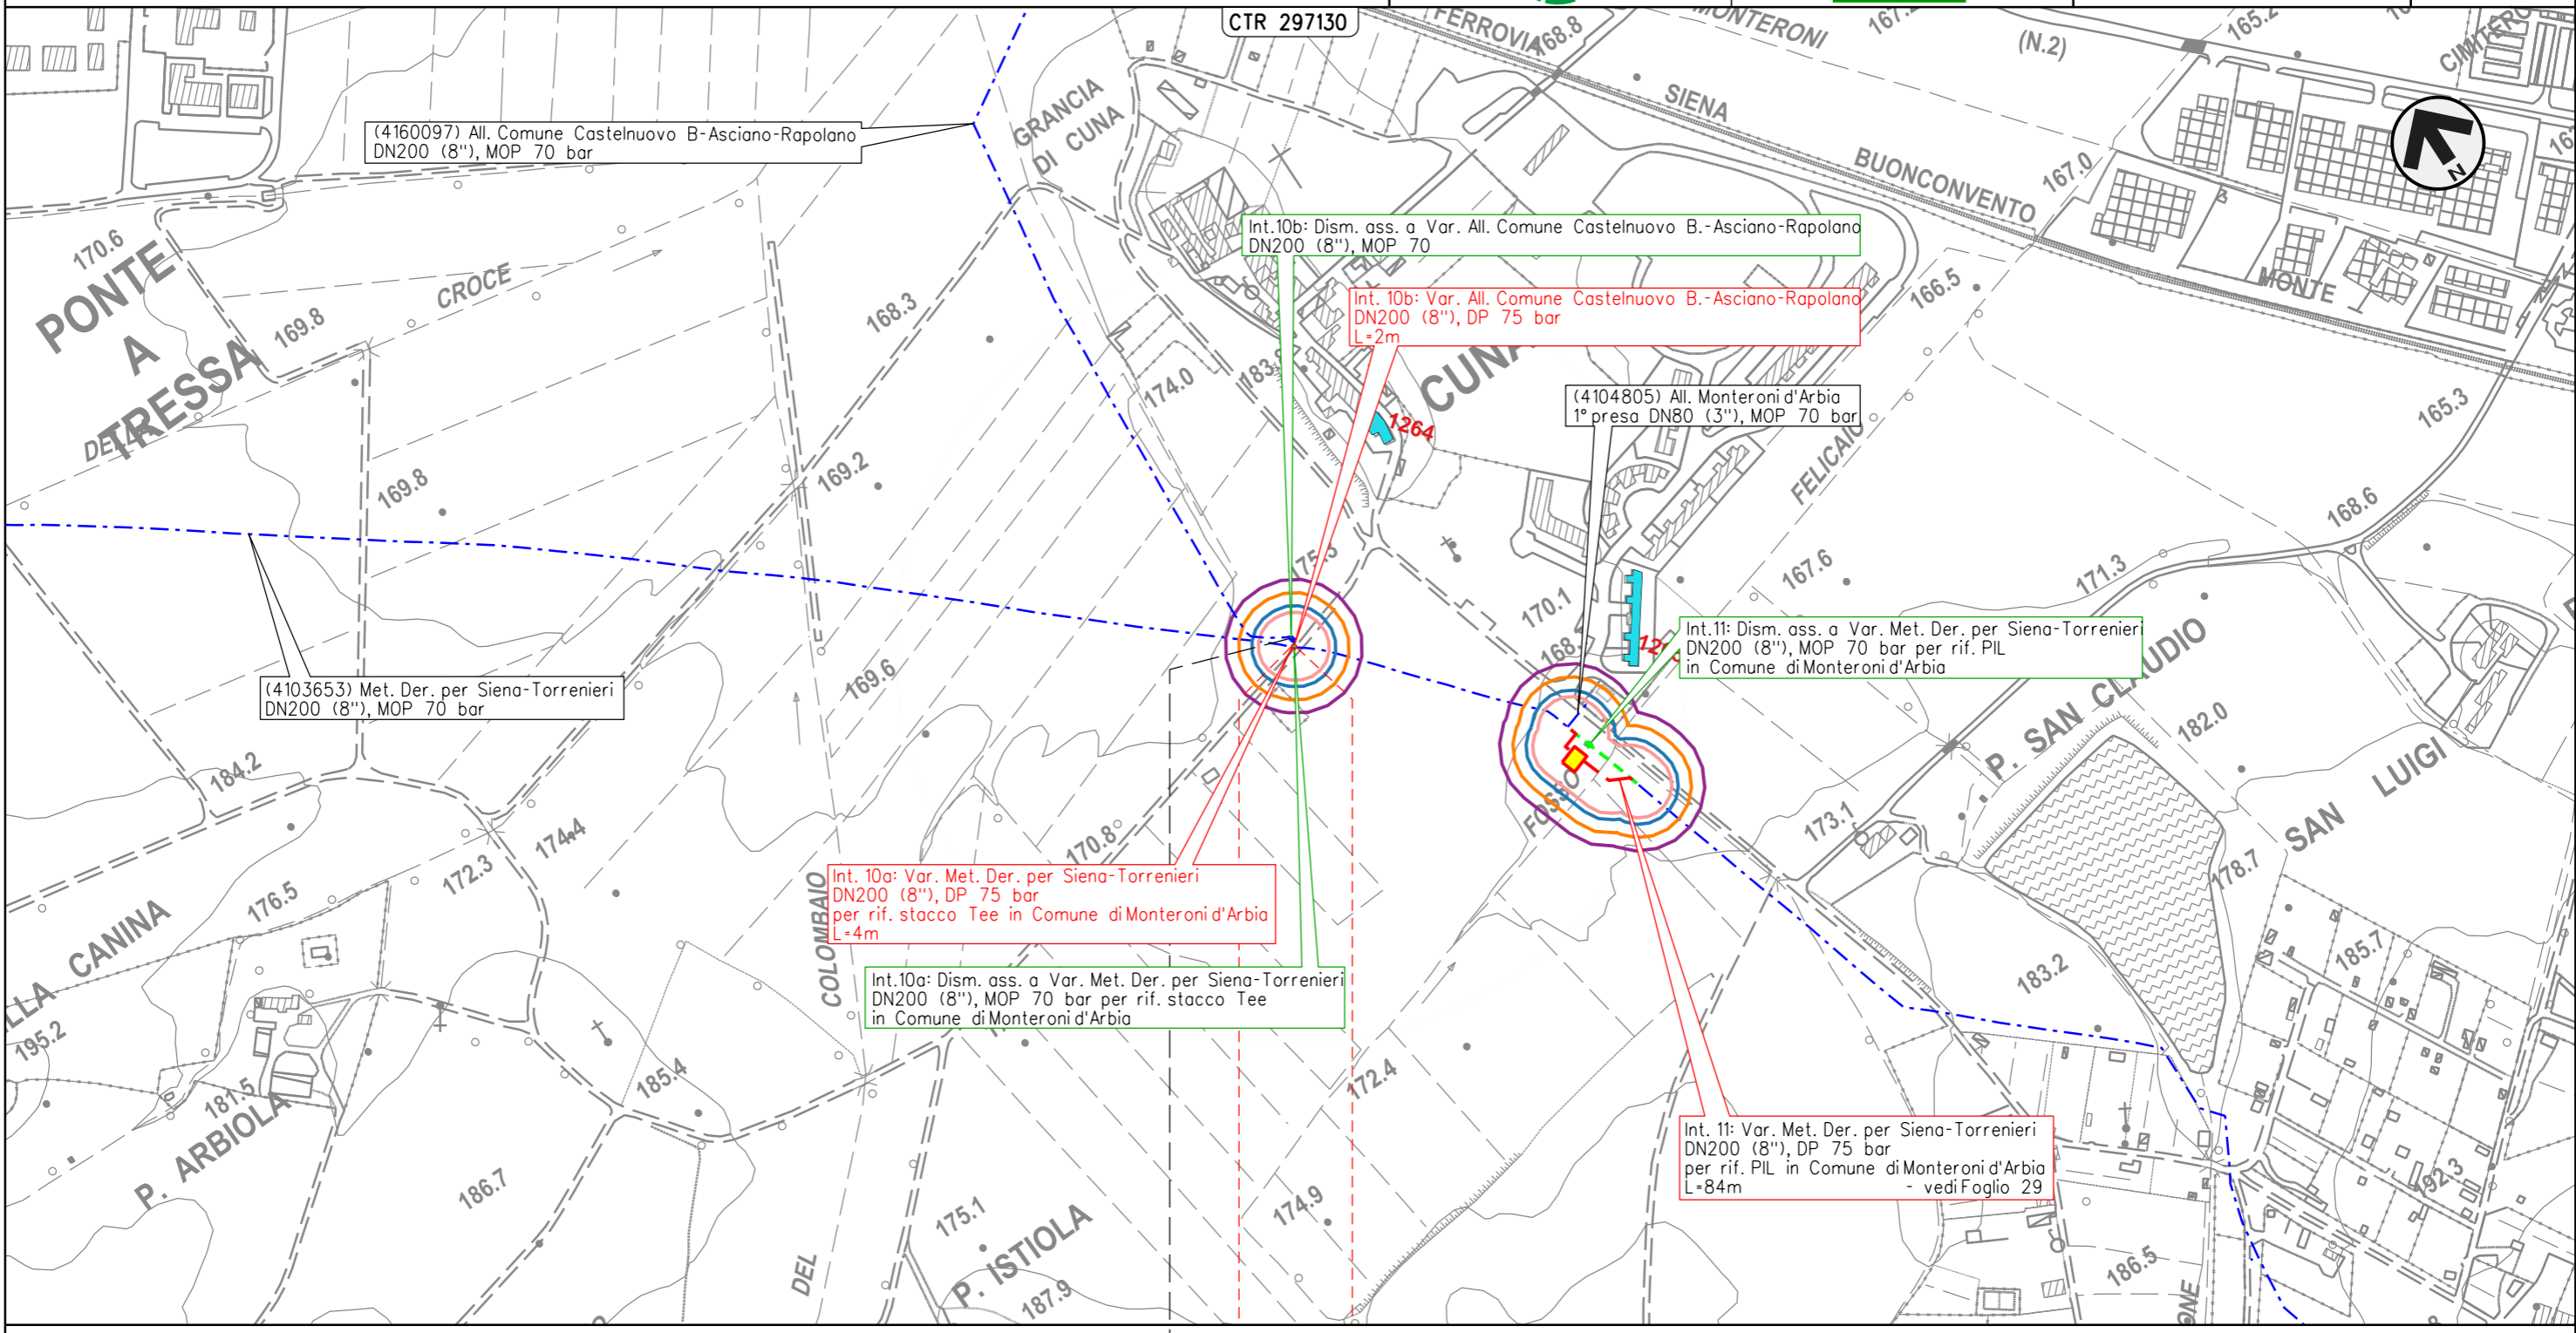 CTR 297130
FERROVIA
168.8
MONTERONI
(N.2)
165.2
CIMITERO
SIENA
BUONCONVENTO
167.0
MONTE
GRANCIA
DI CUNA
(4160097) All. Comune Castelnuovo B-Asciano-Rapolano
DN200 (8"), MOP 70 bar
170.6
PONTE
A
TRESSA
CROCE
169.8
168.3
Int.10b: Dism. ass. a Var. All. Comune Castelnuovo B.-Asciano-Rapolano
DN200 (8"), MOP 70
Int. 10b: Var. All. Comune Castelnuovo B.-Asciano-Rapolano
DN200 (8"), DP 75 bar
L=2m
166.5
174.0
CUNA
1264
(4104805) All. Monteroni d'Arbia
1° presa DN80 (3"), MOP 70 bar
165.3
FELICAIO
169.8
169.2
168.6
167.6
171.3
170.1
Int.11: Dism. ass. a Var. Met. Der. per Siena-Torrenieri
DN200 (8"), MOP 70 bar per rif. PIL
in Comune di Monteroni d'Arbia
169.6
(4103653) Met. Der. per Siena-Torrenieri
DN200 (8"), MOP 70 bar
P. SAN CLAUDIO
182.0
184.2
SAN LUIGI
FOSSO
173.1
174.4
170.8
172.3
176.5
178.7
Int. 10a: Var. Met. Der. per Siena-Torrenieri
DN200 (8"), DP 75 bar
per rif. stacco Tee in Comune di Monteroni d'Arbia
L=4m
CANINA
COLOMBAIO
185.7
183.2
Int.10a: Dism. ass. a Var. Met. Der. per Siena-Torrenieri
DN200 (8"), MOP 70 bar per rif. stacco Tee
in Comune di Monteroni d'Arbia
195.2
185.4
172.4
181.5
P. ARBIOLA
Int. 11: Var. Met. Der. per Siena-Torrenieri
DN200 (8"), DP 75 bar
per rif. PIL in Comune di Monteroni d'Arbia
L=84m - vedi Foglio 29
186.7
175.1
174.9
192.3
P. ISTIOLA
187.9
DEL
186.5
N